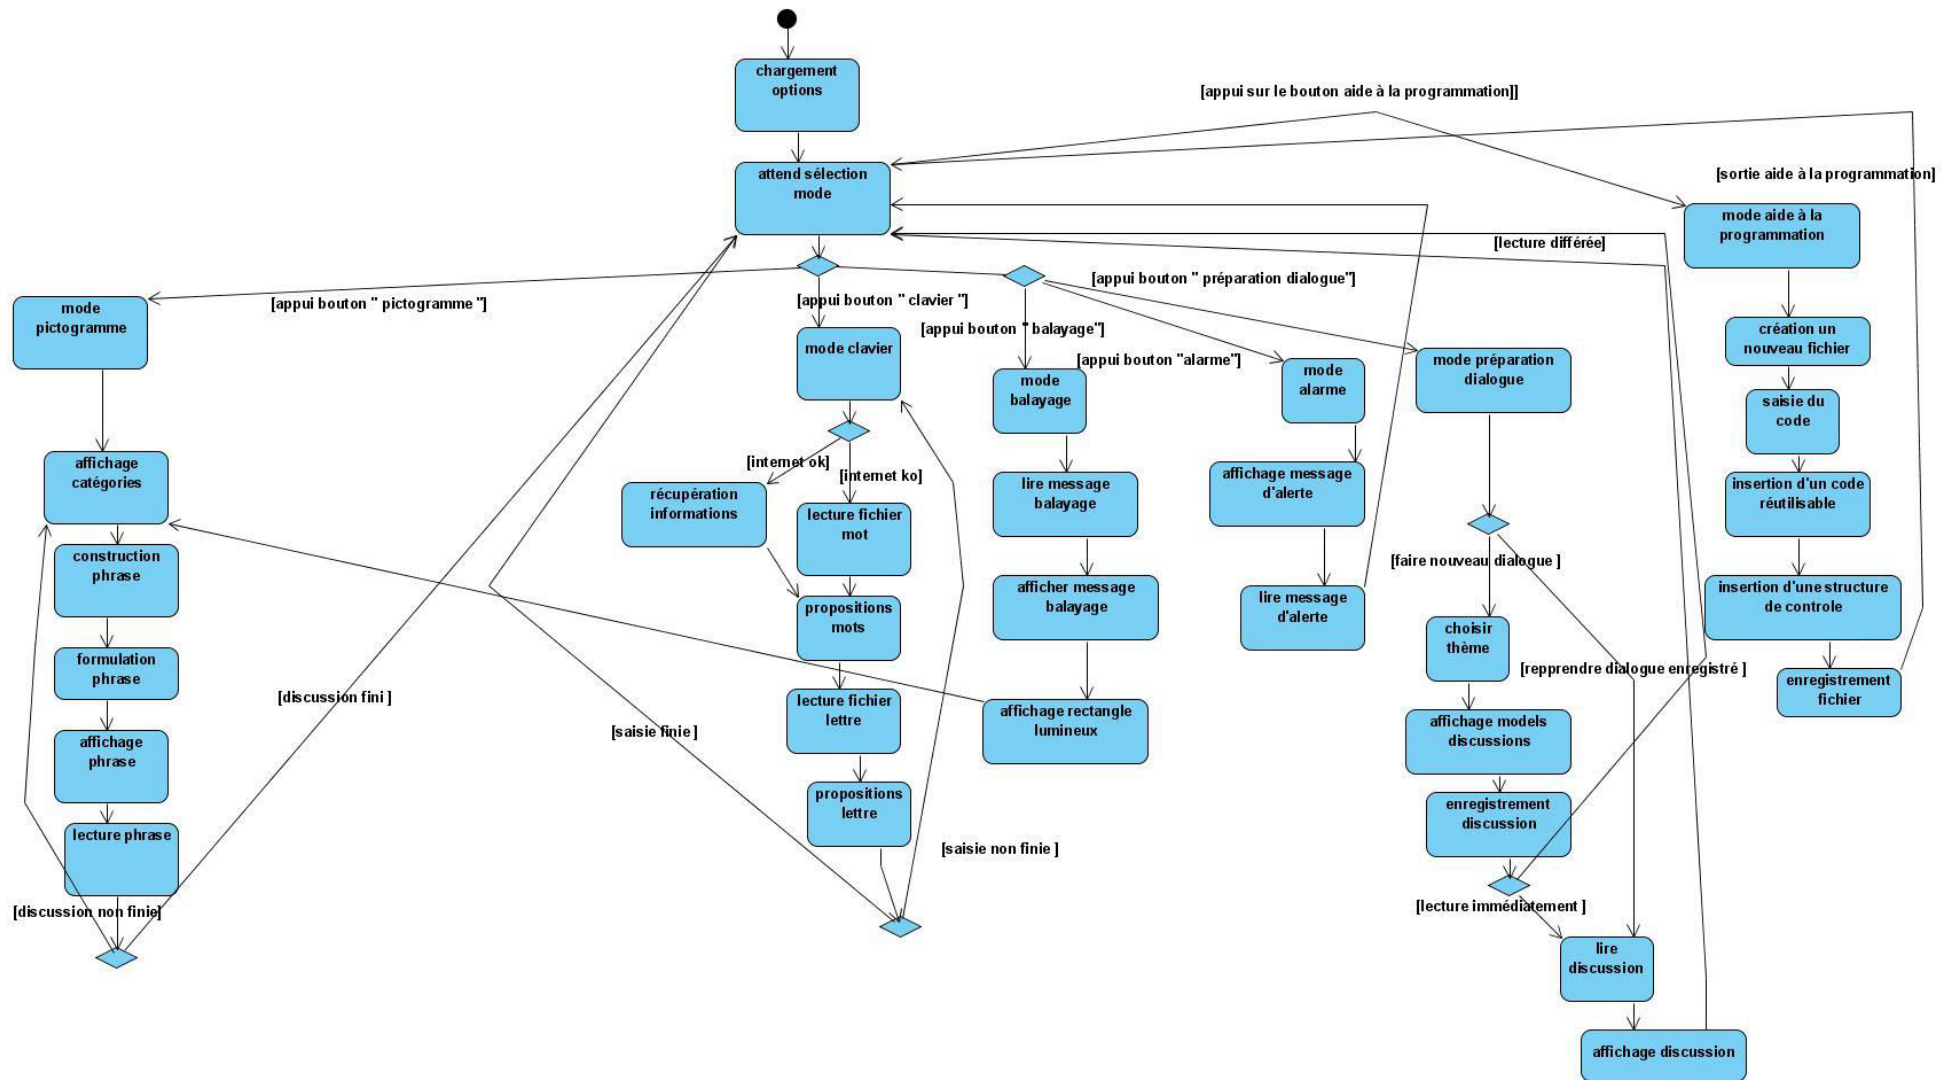 chargement
options
[appui sur le bouton aide à la programmation]]
attend sélection
mode
[sortie aide à la programmation]
mode aide à la
programmation
[lecture différée]
[appui bouton " préparation dialogue"]
[appui bouton " pictogramme "]
[appui bouton " clavier "]
[appui bouton " balayage"]
[appui bouton "alarme"]
mode
pictogramme
mode clavier
mode
balayage
mode
alarme
mode préparation
dialogue
création un
nouveau fichier
saisie du
code
affichage
catégories
[internet ok]
[internet ko]
récupération
informations
lecture fichier
mot
lire message
balayage
affichage message
d'alerte
insertion d'un code
réutilisable
construction
phrase
[faire nouveau dialogue ]
propositions
mots
afficher message
balayage
lire message
d'alerte
insertion d'une structure
de controle
choisir
thème
formulation
phrase
[repprendre dialogue enregistré ]
enregistrement
fichier
[discussion fini ]
lecture fichier
lettre
affichage rectangle
lumineux
affichage models
discussions
[saisie finie ]
affichage
phrase
propositions
lettre
enregistrement
discussion
lecture phrase
[saisie non finie ]
[discussion non finie]
[lecture immédiatement ]
lire
discussion
affichage discussion